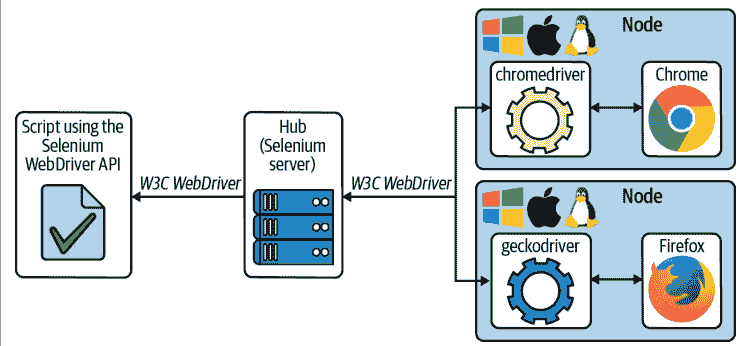 Script using the
Selenium
WebDriver API
W3C WebDriver
Hub
(Selenium
server)
W3C WebDriver
Node
chromedriver
Chrome
Node
geckodriver
Firefox